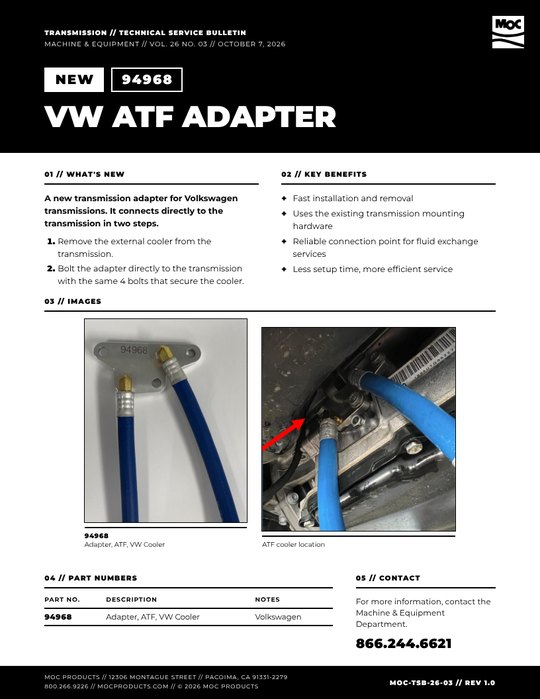 TRANSMISSION // TECHNICAL SERVICE BULLETIN
MACHINE & EQUIPMENT // VOL. 26 NO. 03 // OCTOBER 7, 2026
MOC
NEW
94968
VW ATF ADAPTER
01 // WHAT'S NEW
A new transmission adapter for Volkswagen
transmissions. It connects directly to the
transmission in two steps.
1. Remove the external cooler from the
transmission.
2. Bolt the adapter directly to the transmission
with the same 4 bolts that secure the cooler.
02 // KEY BENEFITS
✦ Fast installation and removal
✦ Uses the existing transmission mounting
hardware
✦ Reliable connection point for fluid exchange
services
✦ Less setup time, more efficient service
03 // IMAGES
94968
94968
Adapter, ATF, VW Cooler
ATF cooler location
04 // PART NUMBERS
PART NO. DESCRIPTION NOTES
94968 Adapter, ATF, VW Cooler Volkswagen
05 // CONTACT
For more information, contact the
Machine & Equipment
Department.
866.244.6621
MOC PRODUCTS // 12306 MONTAGUE STREET // PACOIMA, CA 91331-2279
800.266.9226 // MOCPRODUCTS.COM // © 2026 MOC PRODUCTS
MOC-TSB-26-03 // REV 1.0